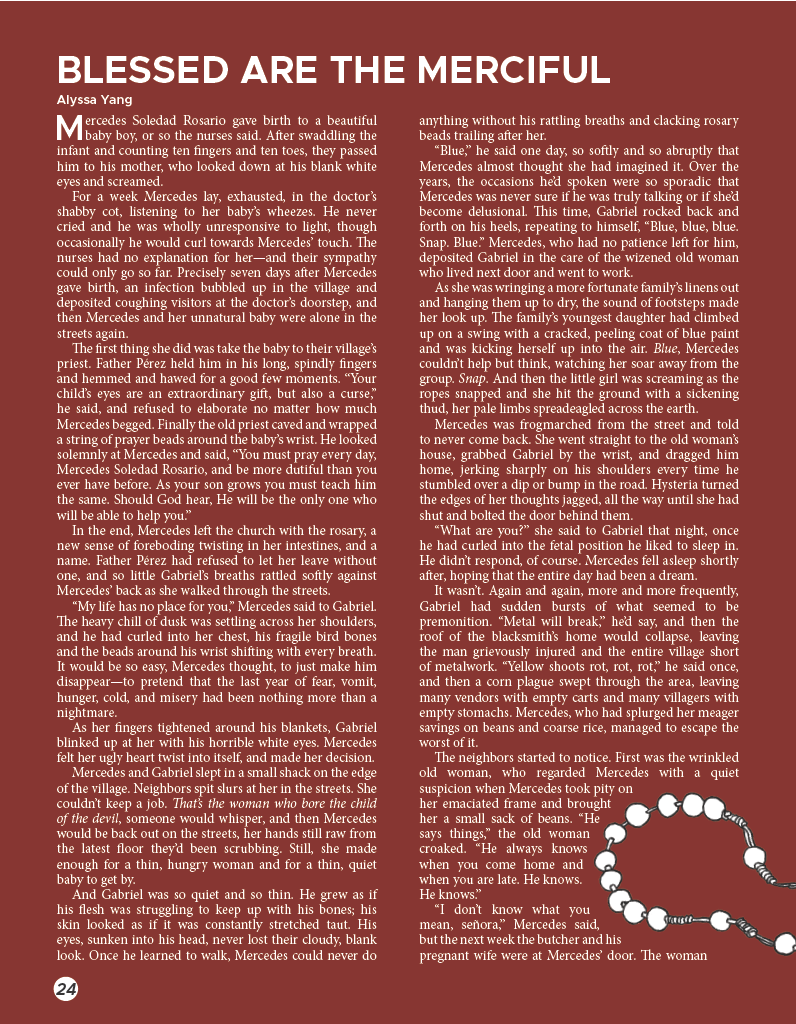 BLESSED ARE THE MERCIFUL
Alyssa Yang
Mercedes Soledad Rosario gave birth to a beautiful
baby boy, or so the nurses said. After swaddling the
infant and counting ten fingers and ten toes, they passed
him to his mother, who looked down at his blank white
eyes and screamed.
For a week Mercedes lay, exhausted, in the doctor's
shabby cot, listening to her baby's wheezes. He never
cried and he was wholly unresponsive to light, though
occasionally he would curl towards Mercedes' touch. The
nurses had no explanation for her—and their sympathy
could only go so far. Precisely seven days after Mercedes
gave birth, an infection bubbled up in the village and
deposited coughing visitors at the doctor's doorstep, and
then Mercedes and her unnatural baby were alone in the
streets again.
The first thing she did was take the baby to their village's
priest. Father Pérez held him in his long, spindly fingers
and hemmed and hawed for a good few moments. “Your
child's eyes are an extraordinary gift, but also a curse,”
he said, and refused to elaborate no matter how much
Mercedes begged. Finally the old priest caved and wrapped
a string of prayer beads around the baby's wrist. He looked
solemnly at Mercedes and said, “You must pray every day,
Mercedes Soledad Rosario, and be more dutiful than you
ever have before. As your son grows you must teach him
the same. Should God hear, He will be the only one who
will be able to help you.”
In the end, Mercedes left the church with the rosary, a
new sense of foreboding twisting in her intestines, and a
name. Father Pérez had refused to let her leave without
one, and so little Gabriel's breaths rattled softly against
Mercedes' back as she walked through the streets.
“My life has no place for you,” Mercedes said to Gabriel.
The heavy chill of dusk was settling across her shoulders,
and he had curled into her chest, his fragile bird bones
and the beads around his wrist shifting with every breath.
It would be so easy, Mercedes thought, to just make him
disappear—to pretend that the last year of fear, vomit,
hunger, cold, and misery had been nothing more than a
nightmare.
As her fingers tightened around his blankets, Gabriel
blinked up at her with his horrible white eyes. Mercedes
felt her ugly heart twist into itself, and made her decision.
Mercedes and Gabriel slept in a small shack on the edge
of the village. Neighbors spit slurs at her in the streets. She
couldn't keep a job. That's the woman who bore the child
of the devil, someone would whisper, and then Mercedes
would be back out on the streets, her hands still raw from
the latest floor they'd been scrubbing. Still, she made
enough for a thin, hungry woman and for a thin, quiet
baby to get by.
And Gabriel was so quiet and so thin. He grew as if
his flesh was struggling to keep up with his bones; his
skin looked as if it was constantly stretched taut. His
eyes, sunken into his head, never lost their cloudy, blank
look. Once he learned to walk, Mercedes could never do
anything without his rattling breaths and clacking rosary
beads trailing after her.
“Blue,” he said one day, so softly and so abruptly that
Mercedes almost thought she had imagined it. Over the
years, the occasions he'd spoken were so sporadic that
Mercedes was never sure if he was truly talking or if she'd
become delusional. This time, Gabriel rocked back and
forth on his heels, repeating to himself, “Blue, blue, blue.
Snap. Blue.” Mercedes, who had no patience left for him,
deposited Gabriel in the care of the wizened old woman
who lived next door and went to work.
As she was wringing a more fortunate family's linens out
and hanging them up to dry, the sound of footsteps made
her look up. The family's youngest daughter had climbed
up on a swing with a cracked, peeling coat of blue paint
and was kicking herself up into the air. Blue, Mercedes
couldn't help but think, watching her soar away from the
group. Snap. And then the little girl was screaming as the
ropes snapped and she hit the ground with a sickening
thud, her pale limbs spreadeagled across the earth.
Mercedes was frogmarched from the street and told
to never come back. She went straight to the old woman's
house, grabbed Gabriel by the wrist, and dragged him
home, jerking sharply on his shoulders every time he
stumbled over a dip or bump in the road. Hysteria turned
the edges of her thoughts jagged, all the way until she had
shut and bolted the door behind them.
“What are you?” she said to Gabriel that night, once
he had curled into the fetal position he liked to sleep in.
He didn't respond, of course. Mercedes fell asleep shortly
after, hoping that the entire day had been a dream.
It wasn't. Again and again, more and more frequently,
Gabriel had sudden bursts of what seemed to be
premonition. “Metal will break,” he'd say, and then the
roof of the blacksmith's home would collapse, leaving
the man grievously injured and the entire village short
of metalwork. “Yellow shoots rot, rot, rot,” he said once,
and then a corn plague swept through the area, leaving
many vendors with empty carts and many villagers with
empty stomachs. Mercedes, who had splurged her meager
savings on beans and coarse rice, managed to escape the
worst of it.
The neighbors started to notice. First was the wrinkled
old woman, who regarded Mercedes with a quiet
suspicion when Mercedes took pity on
her emaciated frame and brought
her a small sack of beans. “He
says things,” the old woman
croaked. “He always knows
when you come home and
when you are late. He knows.
He knows.”
“I don't know what you
mean, señora,” Mercedes said,
but the next week the butcher and his
pregnant wife were at Mercedes' door. The woman
24